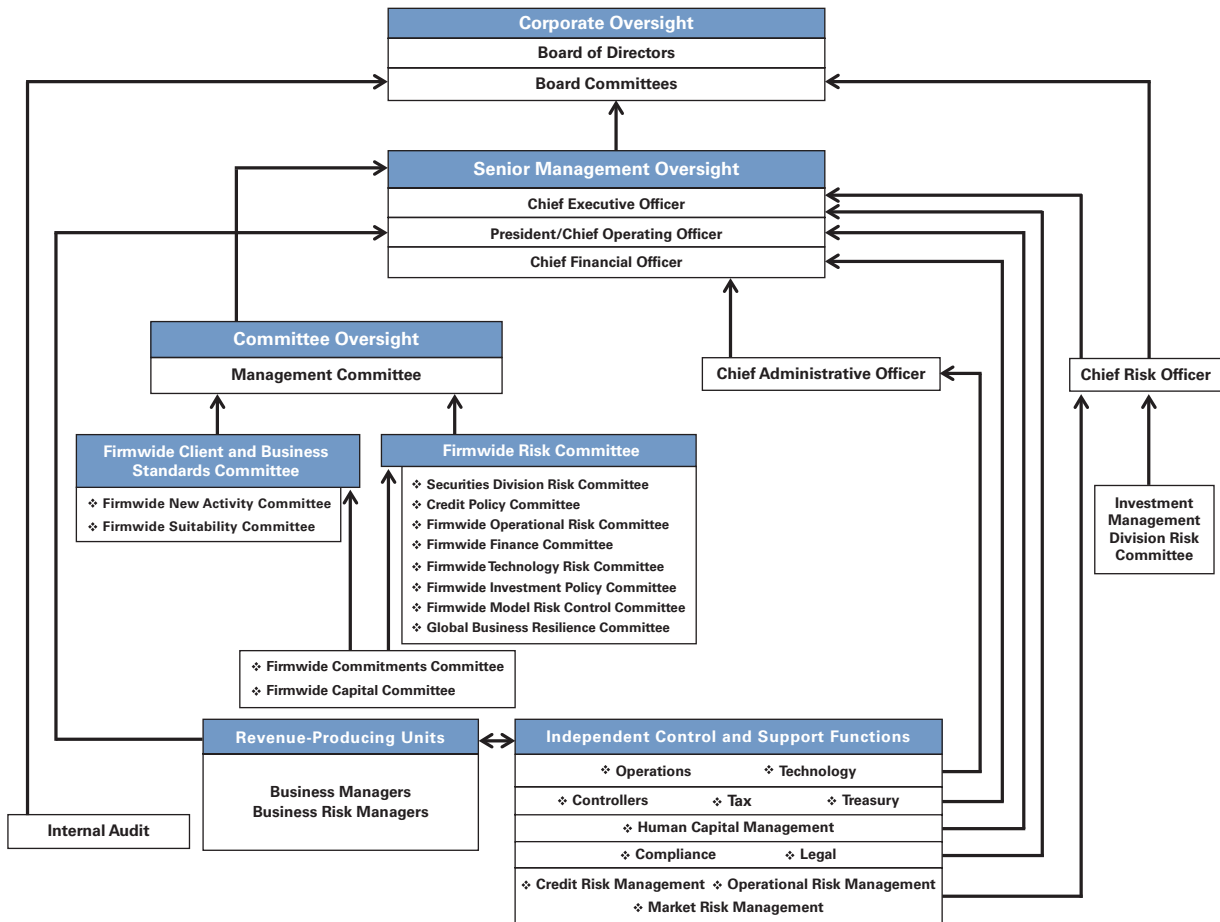 Corporate Oversight
Board of Directors
Board Committees
Senior Management Oversight
Chief Executive Officer
President/Chief Operating Officer
Chief Financial Officer
Committee Oversight
Management Committee
Chief Administrative Officer
Chief Risk Officer
Firmwide Client and Business
Standards Committee
❖ Firmwide New Activity Committee
❖ Firmwide Suitability Committee
Firmwide Risk Committee
❖ Securities Division Risk Committee
❖ Credit Policy Committee
❖ Firmwide Operational Risk Committee
❖ Firmwide Finance Committee
❖ Firmwide Technology Risk Committee
❖ Firmwide Investment Policy Committee
❖ Firmwide Model Risk Control Committee
❖ Global Business Resilience Committee
Investment
Management
Division Risk
Committee
❖ Firmwide Commitments Committee
❖ Firmwide Capital Committee
Revenue-Producing Units
Business Managers
Business Risk Managers
Independent Control and Support Functions
❖ Operations ❖ Technology
❖ Controllers ❖ Tax ❖ Treasury
❖ Human Capital Management
❖ Compliance ❖ Legal
❖ Credit Risk Management ❖ Operational Risk Management
❖ Market Risk Management
Internal Audit